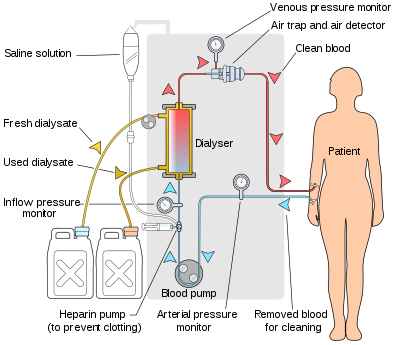 Venous pressure monitor
Air trap and air detector
Saline solution
Clean blood
Fresh dialysate
Dialyser
Patient
Used dialysate
Inflow pressure
monitor
Blood pump
Heparin pump
(to prevent clotting)
Arterial pressure
monitor
Removed blood
for cleaning